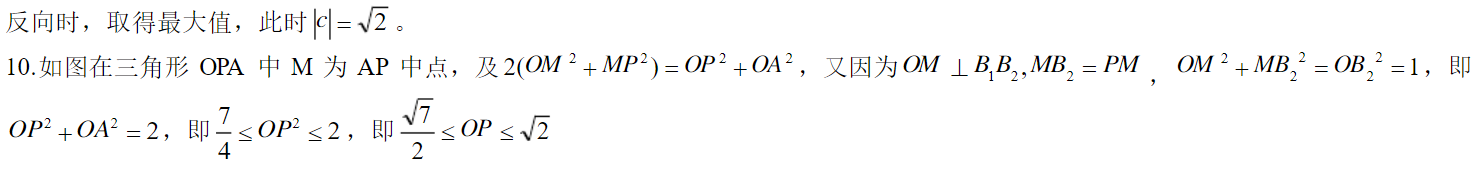 反向时，取得最大值，此时|c|=√2。
10.如图在三角形 OPA 中 M 为 AP 中点，及 2(OM²+MP²)=OP²+OA²，又因为 OM⊥B₁B₂,MB₂=PM，OM²+MB₂²=OB₂²=1，即
OP²+OA²=2，即 7/4≤OP²≤2，即 √7/2≤OP≤√2